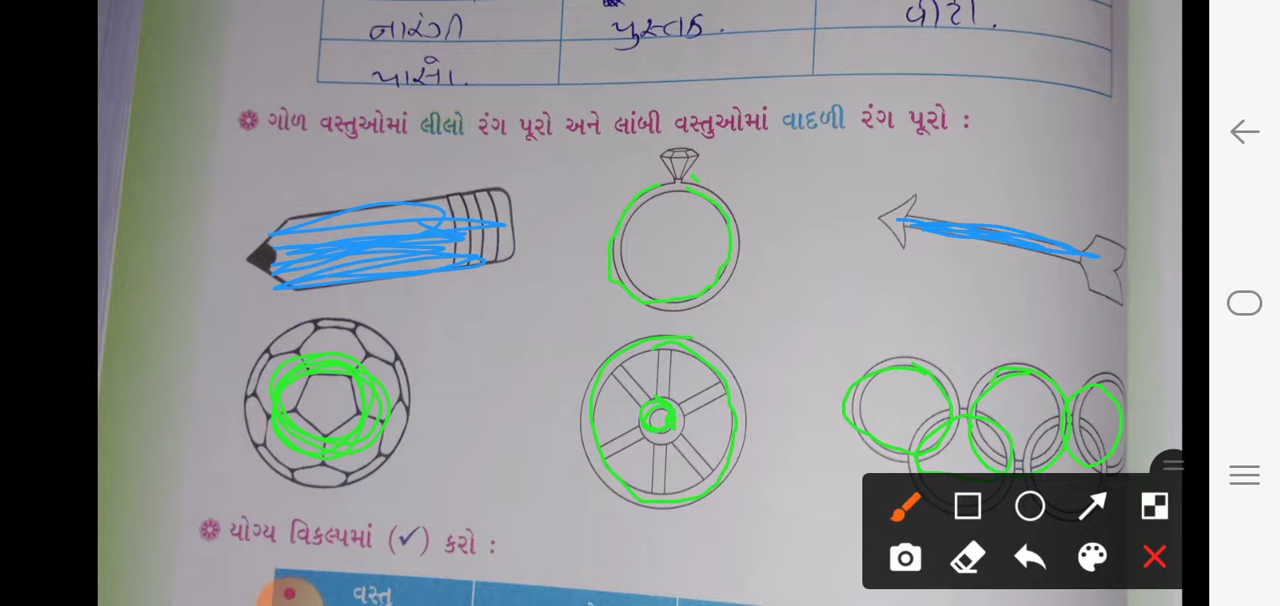 નારંગી પુસ્તક. વીંટી.
પાસો.
ગોળ વસ્તુઓમાં લીલો રંગ પૂરો અને લાંબી વસ્તુઓમાં વાદળી રંગ પૂરો :
યોગ્ય વિકલ્પમાં (✓) કરો :
વસ્તુ